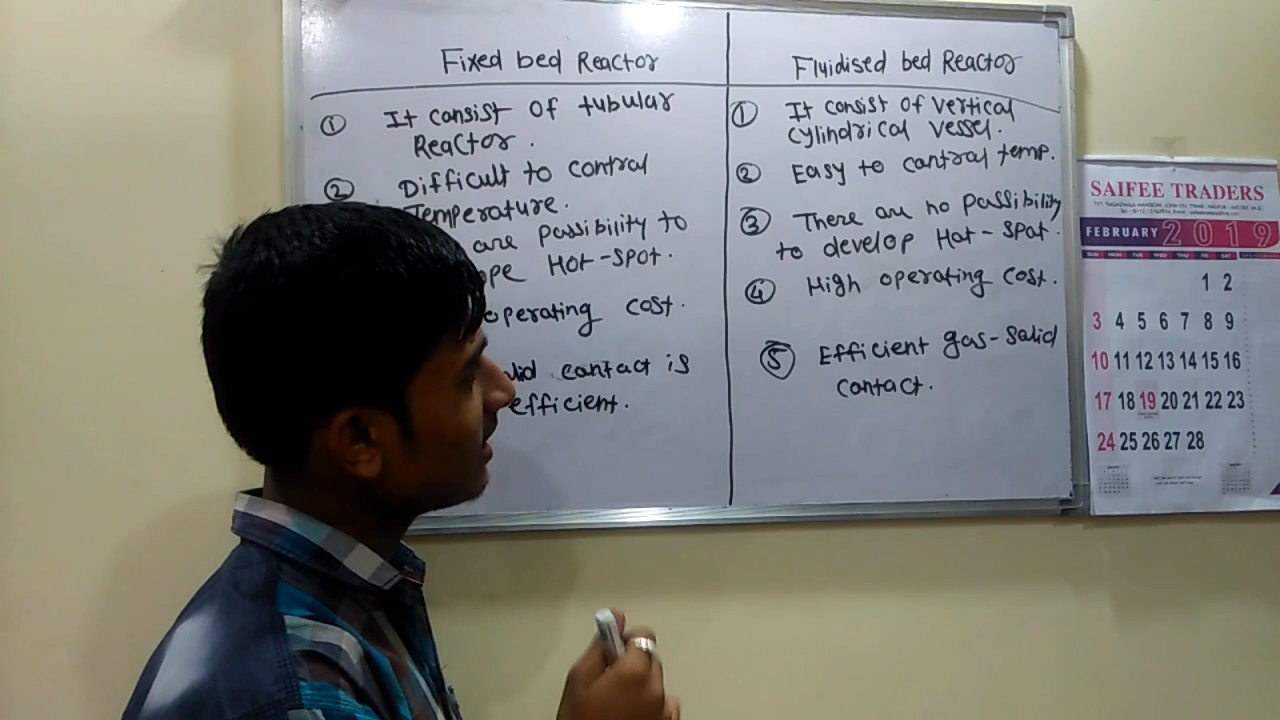 Fixed bed Reactor
① It consist of tubular
Reactor.
② Difficult to control
Temperature.
are possibility to
Hot-spot.
operating cost.
contact is
efficient.
Fluidised bed Reactor
① It consist of vertical
cylindrical vessel.
② Easy to control temp.
③ There are no possibility
to develop Hot-spot.
④ High operating cost.
⑤ Efficient gas-solid
contact.
SAIFEE TRADERS
FEBRUARY 2019
SUN MON TUE WED THU FRI SAT
1 2
3 4 5 6 7 8 9
10 11 12 13 14 15 16
17 18 19 20 21 22 23
24 25 26 27 28